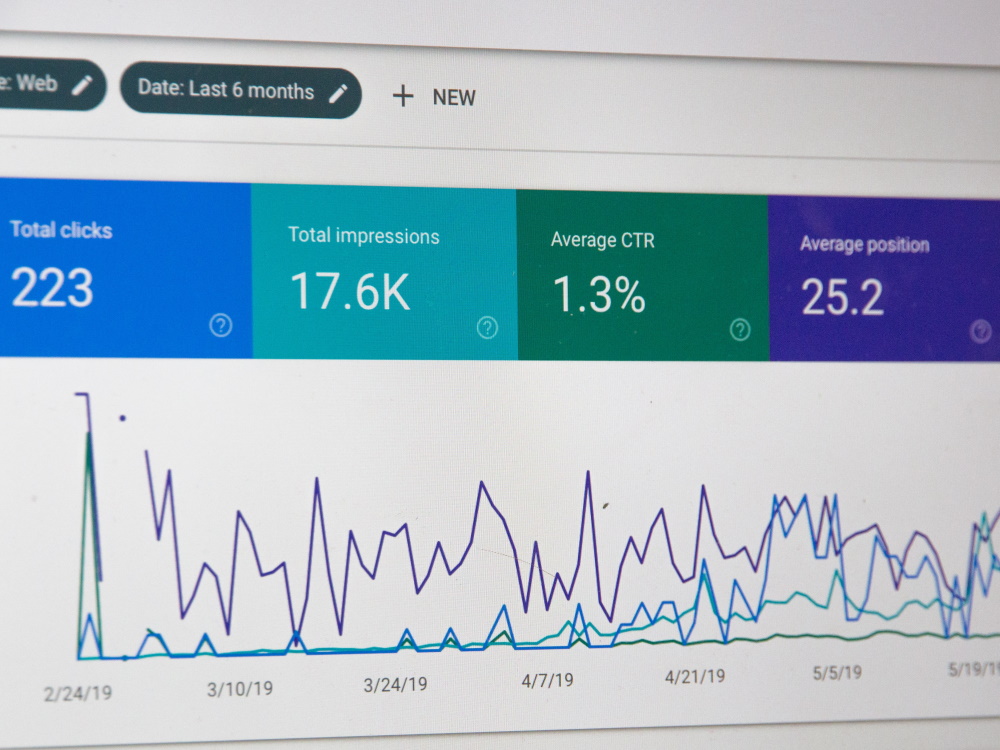 e: Web
Date: Last 6 months
+ NEW
Total clicks
223
Total impressions
17.6K
Average CTR
1.3%
Average position
25.2
2/24/19 3/10/19 3/24/19 4/7/19 4/21/19 5/5/19 5/19/19